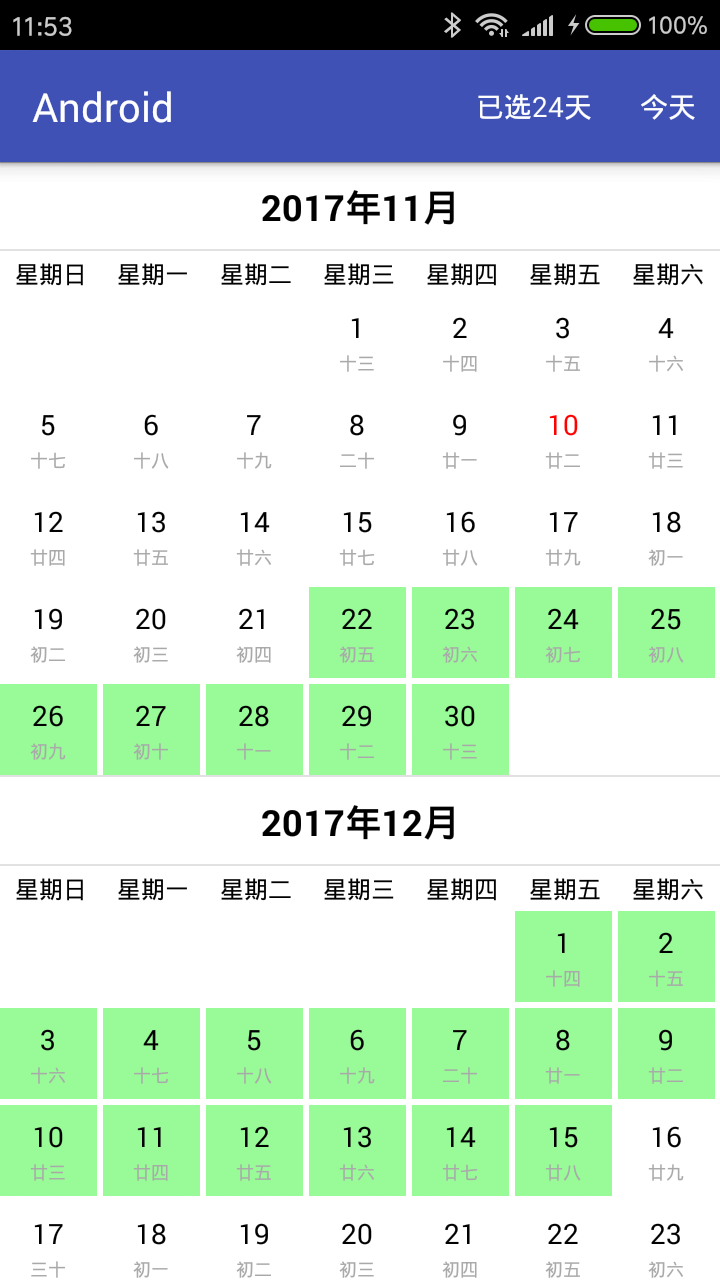 11:53 100%
Android 已选24天 今天
2017年11月
星期日 星期一 星期二 星期三 星期四 星期五 星期六
1 2 3 4
十三 十四 十五 十六
5 6 7 8 9 10 11
十七 十八 十九 二十 廿一 廿二 廿三
12 13 14 15 16 17 18
廿四 廿五 廿六 廿七 廿八 廿九 初一
19 20 21 22 23 24 25
初二 初三 初四 初五 初六 初七 初八
26 27 28 29 30
初九 初十 十一 十二 十三
2017年12月
星期日 星期一 星期二 星期三 星期四 星期五 星期六
1 2
十四 十五
3 4 5 6 7 8 9
十六 十七 十八 十九 二十 廿一 廿二
10 11 12 13 14 15 16
廿三 廿四 廿五 廿六 廿七 廿八 廿九
17 18 19 20 21 22 23
三十 初一 初二 初三 初四 初五 初六